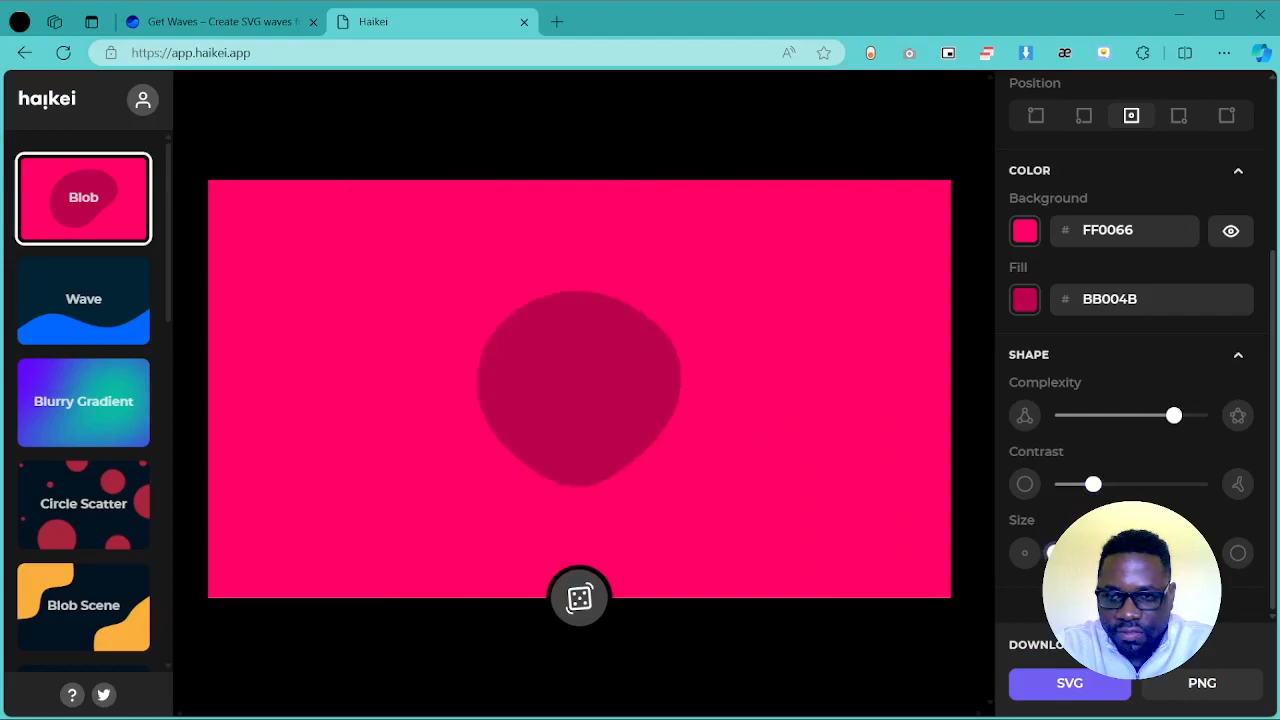 Get Waves – Create SVG waves f
Haikei
https://app.haikei.app
haikei
Blob
Wave
Blurry Gradient
Circle Scatter
Blob Scene
Position
COLOR
Background
# FF0066
Fill
# BB004B
SHAPE
Complexity
Contrast
Size
DOWNLO
SVG
PNG